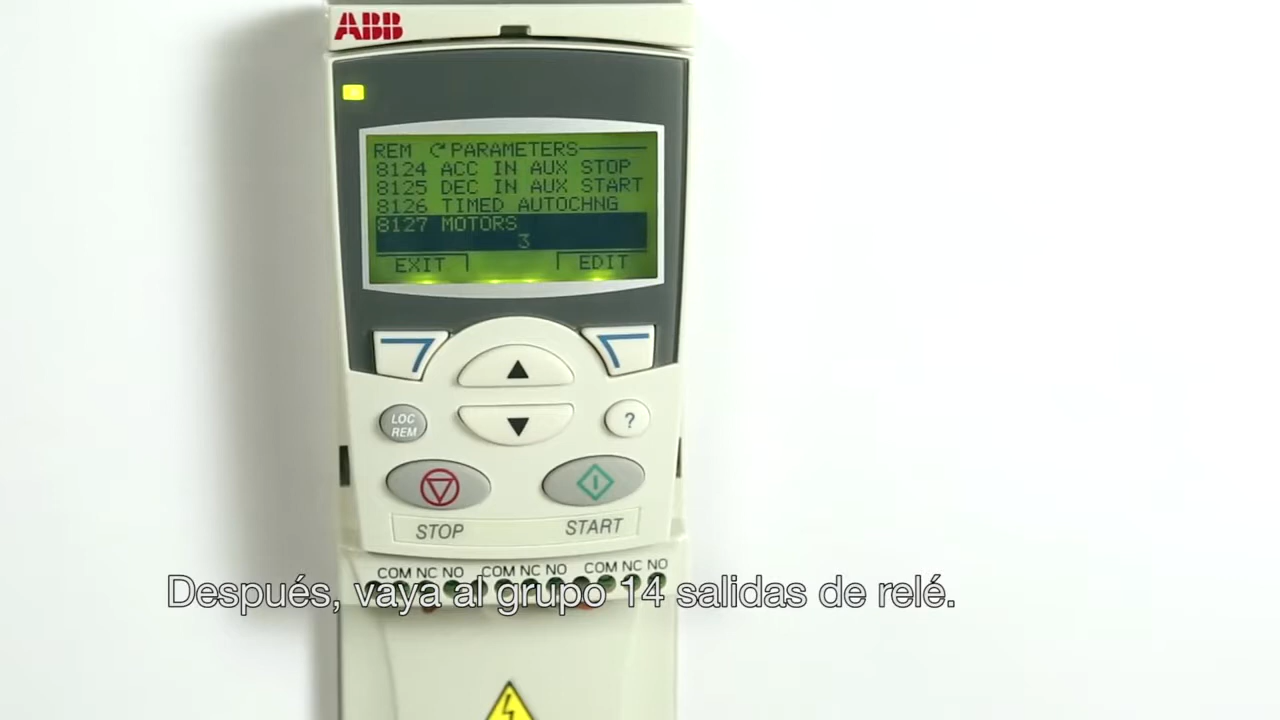 ABB
REM PARAMETERS
8124 ACC IN AUX STOP
8125 DEC IN AUX START
8126 TIMED AUTOCHNG
8127 MOTORS
3
EXIT EDIT
LOC
REM
?
STOP START
COM NC NO COM NC NO COM NC NO
Después, vaya al grupo 14 salidas de relé.